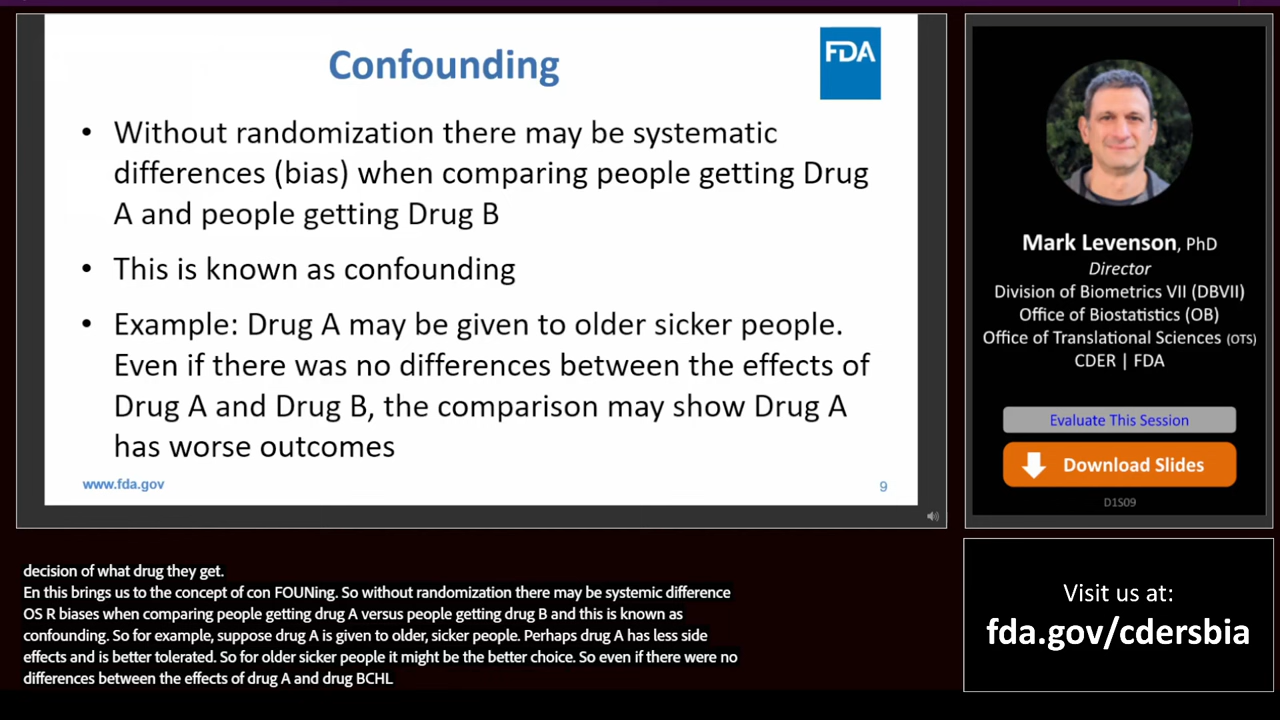 Confounding
FDA
• Without randomization there may be systematic
differences (bias) when comparing people getting Drug
A and people getting Drug B
• This is known as confounding
• Example: Drug A may be given to older sicker people.
Even if there was no differences between the effects of
Drug A and Drug B, the comparison may show Drug A
has worse outcomes
www.fda.gov
9
Mark Levenson, PhD
Director
Division of Biometrics VII (DBVII)
Office of Biostatistics (OB)
Office of Translational Sciences (OTS)
CDER | FDA
Evaluate This Session
Download Slides
D1S09
decision of what drug they get.
En this brings us to the concept of con FOUNing. So without randomization there may be systemic difference
OS R biases when comparing people getting drug A versus people getting drug B and this is known as
confounding. So for example, suppose drug A is given to older, sicker people. Perhaps drug A has less side
effects and is better tolerated. So for older sicker people it might be the better choice. So even if there were no
differences between the effects of drug A and drug BCHL
Visit us at:
fda.gov/cdersbia